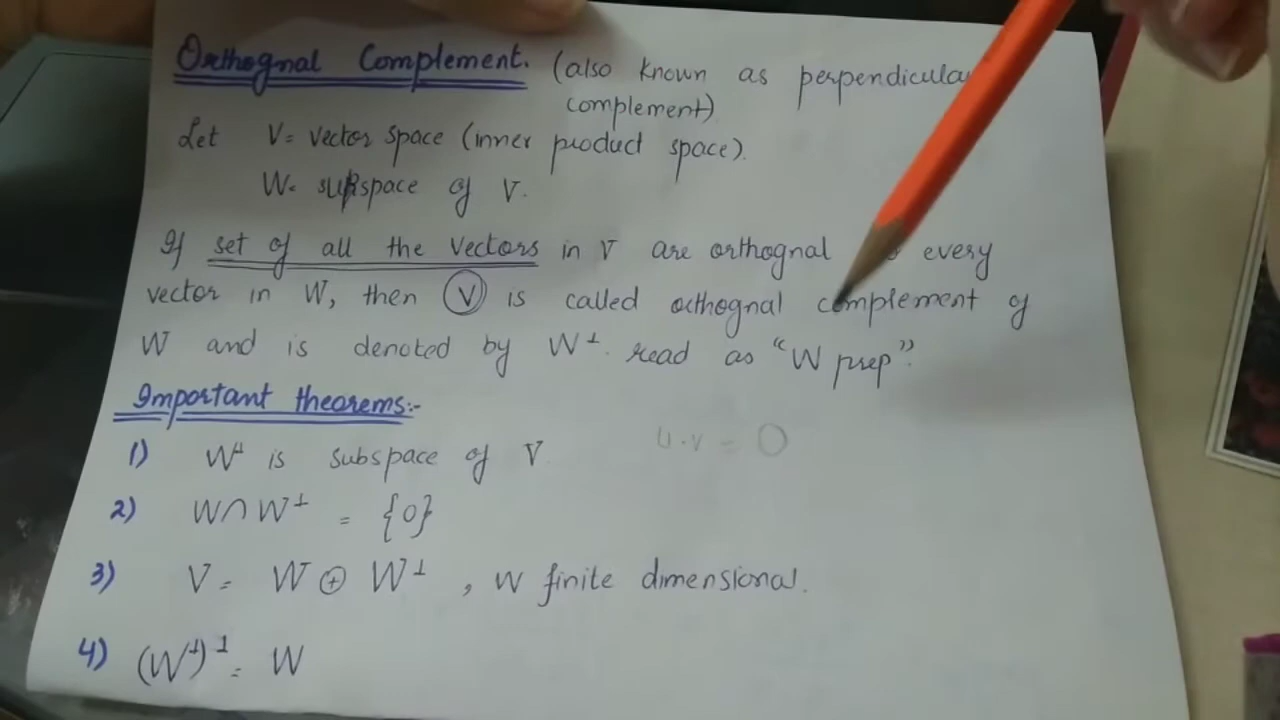 Orthognal Complement. (also known as perpendicular
complement)
Let V= vector space (inner product space).
W= subspace of V.
If set of all the vectors in V are orthognal every
vector in W, then V is called orthognal complement of
W and is denoted by W⊥. read as "W prep".
Important theorems:-
1) W⊥ is subspace of V
2) W∩W⊥ = {0}
3) V= W ⊕ W⊥, W finite dimensional.
4) (W⊥)⊥ = W
u.v = 0